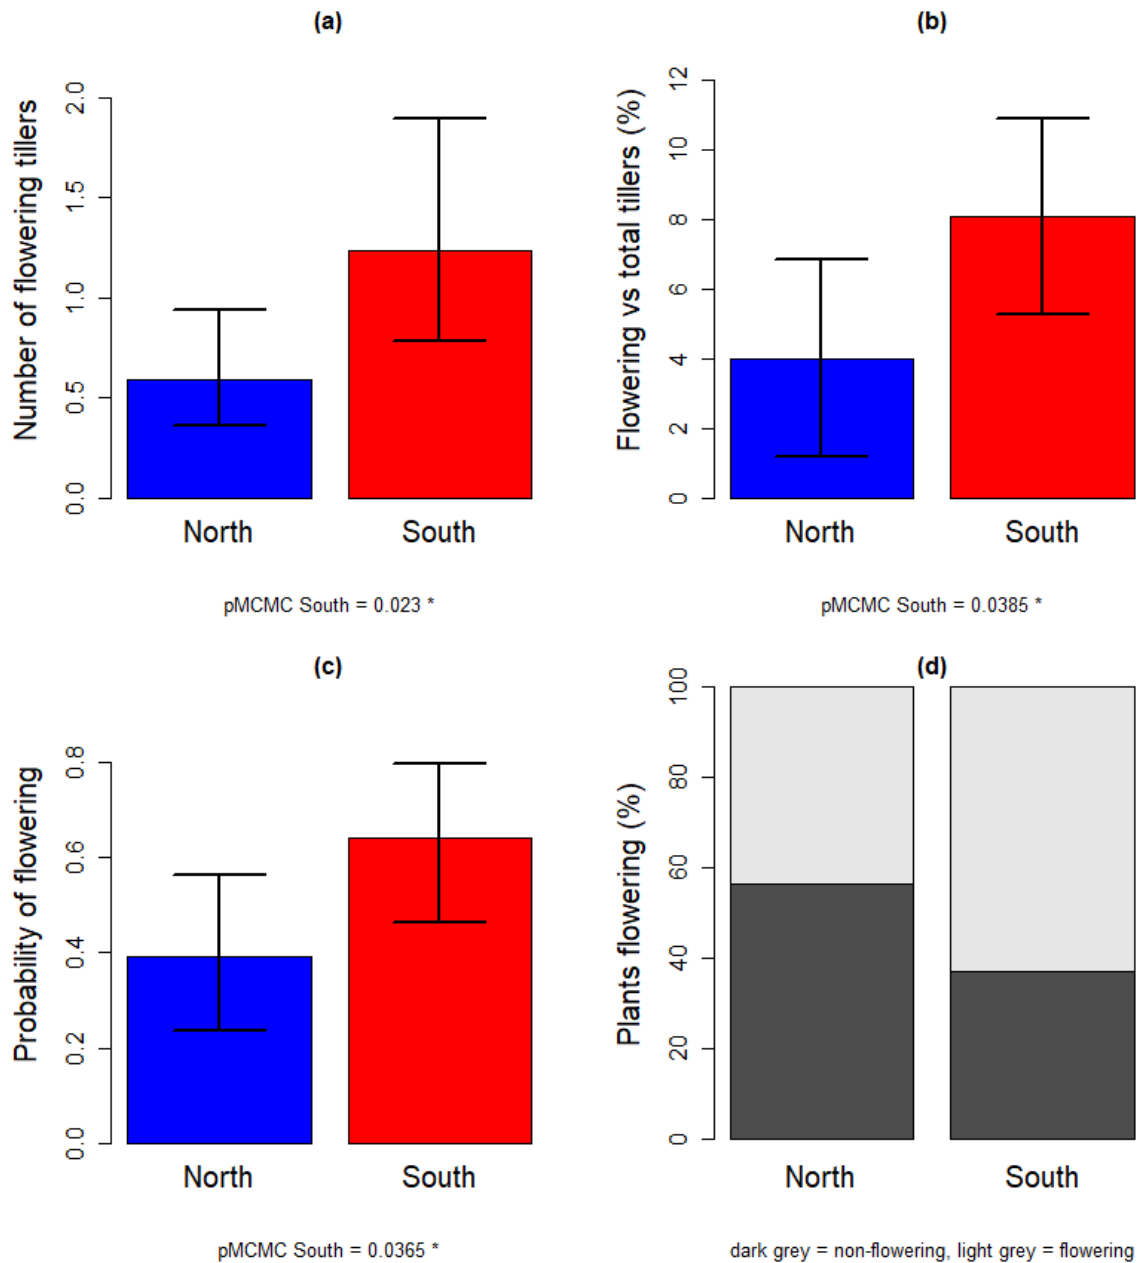 (a)
Number of flowering tillers
2.0
1.5
1.0
0.5
0.0
North South
pMCMC South = 0.023 *
(b)
Flowering vs total tillers (%)
12
10
8
6
4
2
0
North South
pMCMC South = 0.0385 *
(c)
Probability of flowering
0.8
0.6
0.4
0.2
0.0
North South
pMCMC South = 0.0365 *
(d)
Plants flowering (%)
100
80
60
40
20
0
North South
dark grey = non-flowering, light grey = flowering